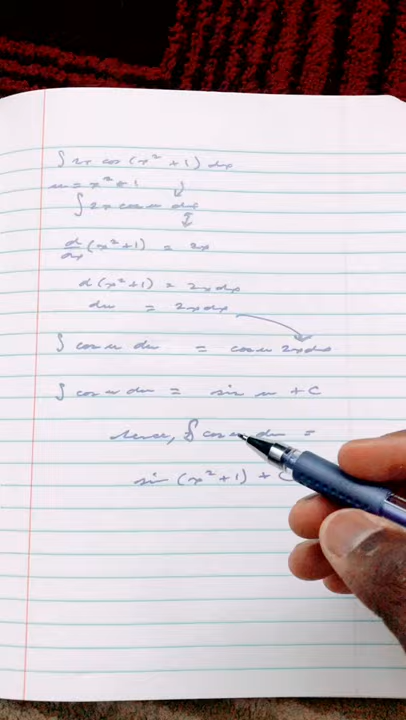 ∫ 2x cos (x² + 1) dx
u = x² + 1
∫ 2x cos u dx
d/dx (x² + 1) = 2x
d (x² + 1) = 2x dx
du = 2x dx
∫ cos u du = cos u 2x dx
∫ cos u du = sin u + C
Hence, ∫ cos u du =
sin (x² + 1) + C